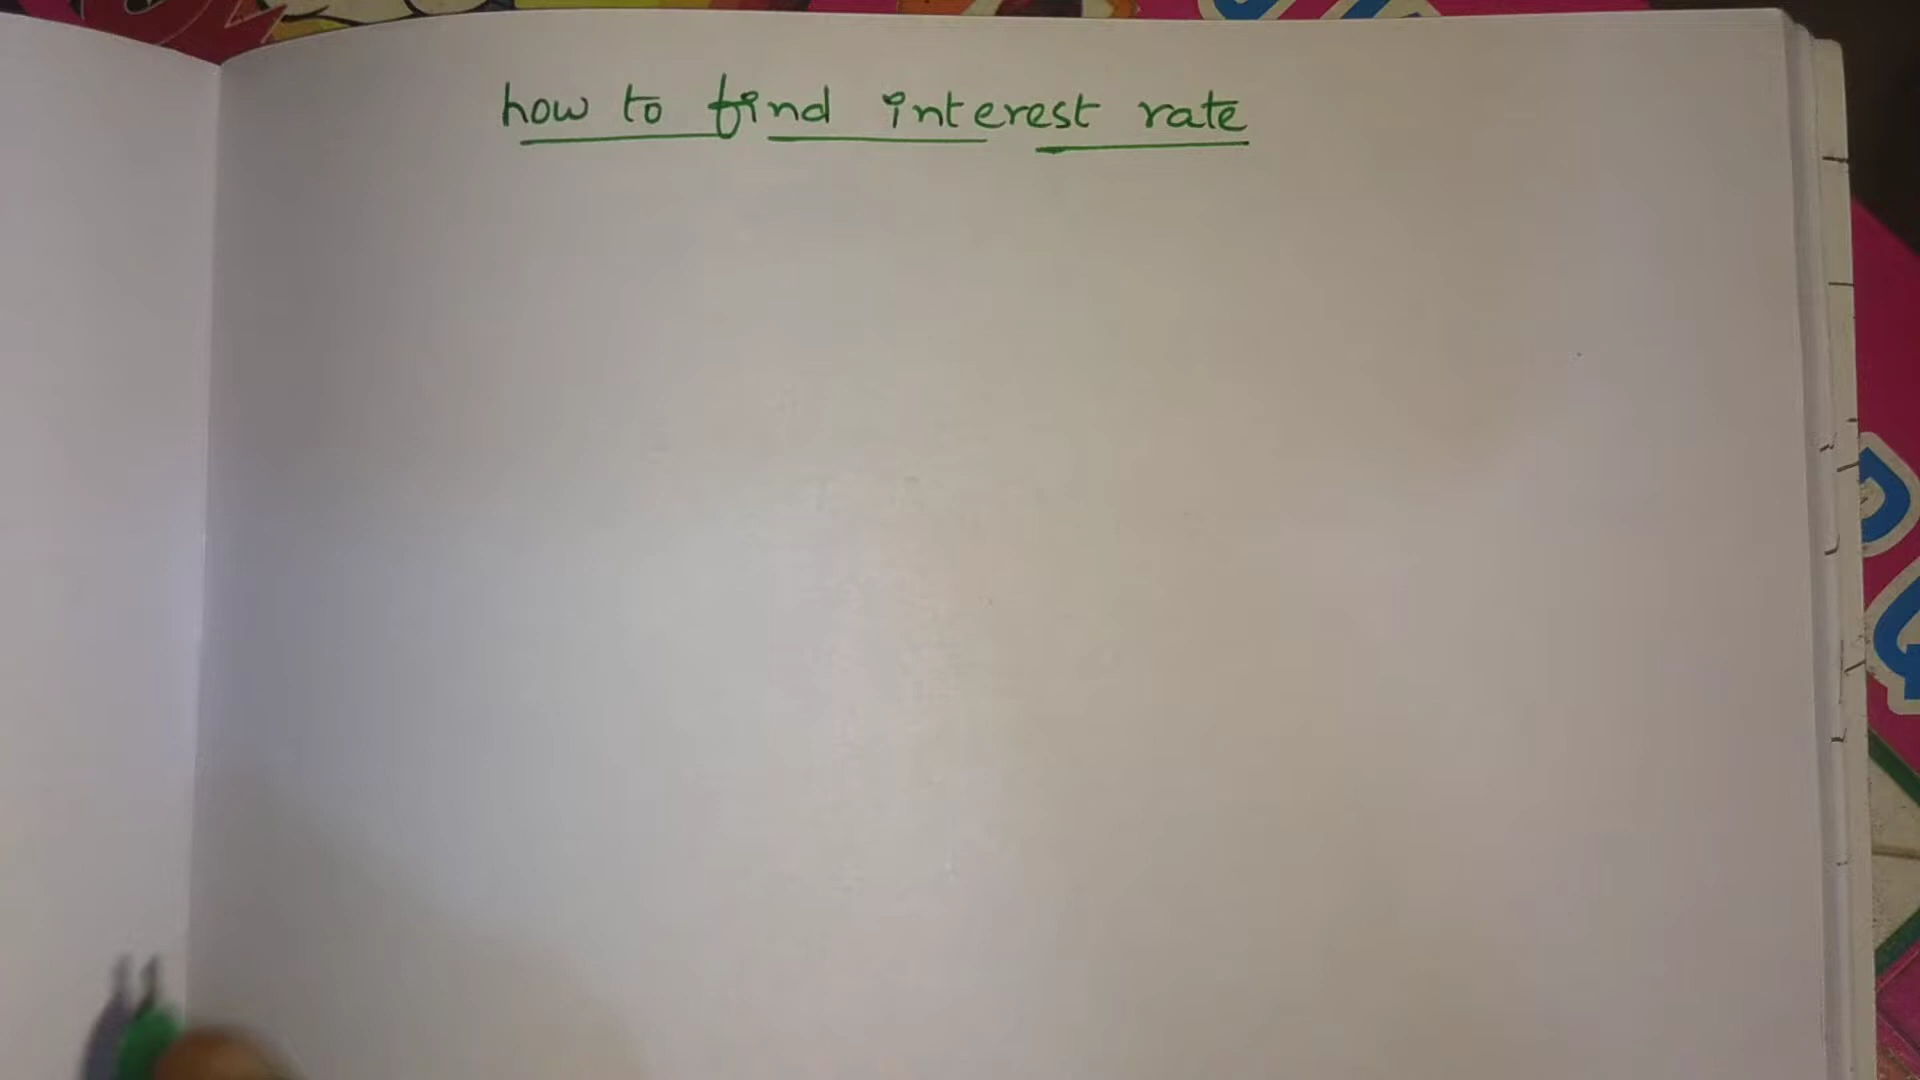 how to find interest rate